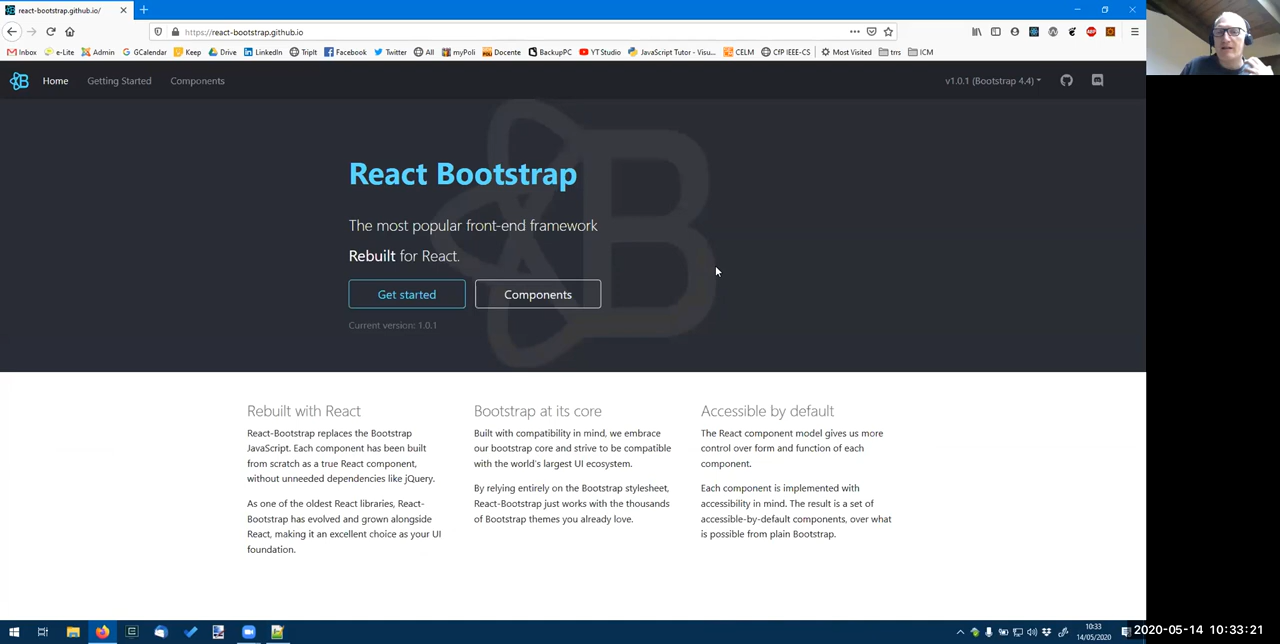 react-bootstrap.github.io/
https://react-bootstrap.github.io
Inbox e-Lite Admin GCalendar Keep Drive LinkedIn TripIt Facebook Twitter All myPoli Docente BackupPC YT Studio JavaScript Tutor - Visu... CELM CfP IEEE-CS Most Visited trrs ICM
Home Getting Started Components v1.0.1 (Bootstrap 4.4)
React Bootstrap
The most popular front-end framework
Rebuilt for React.
Get started Components
Current version: 1.0.1
Rebuilt with React
React-Bootstrap replaces the Bootstrap
JavaScript. Each component has been built
from scratch as a true React component,
without unneeded dependencies like jQuery.
As one of the oldest React libraries, React-
Bootstrap has evolved and grown alongside
React, making it an excellent choice as your UI
foundation.
Bootstrap at its core
Built with compatibility in mind, we embrace
our bootstrap core and strive to be compatible
with the world's largest UI ecosystem.
By relying entirely on the Bootstrap stylesheet,
React-Bootstrap just works with the thousands
of Bootstrap themes you already love.
Accessible by default
The React component model gives us more
control over form and function of each
component.
Each component is implemented with
accessibility in mind. The result is a set of
accessible-by-default components, over what
is possible from plain Bootstrap.
10:33
14/05/2020
2020-05-14 10:33:21